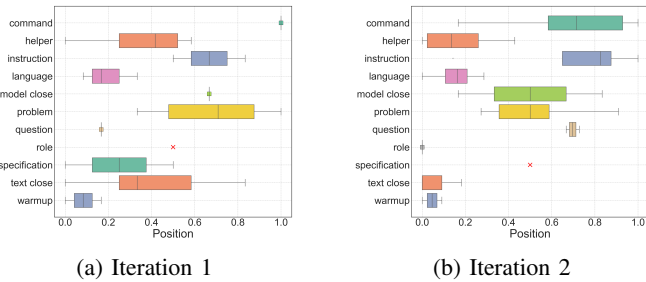 command
helper
instruction
language
model close
problem
question
role
specification
text close
warmup
0.0 0.2 0.4 0.6 0.8 1.0
Position
(a) Iteration 1
command
helper
instruction
language
model close
problem
question
role
specification
text close
warmup
0.0 0.2 0.4 0.6 0.8 1.0
Position
(b) Iteration 2